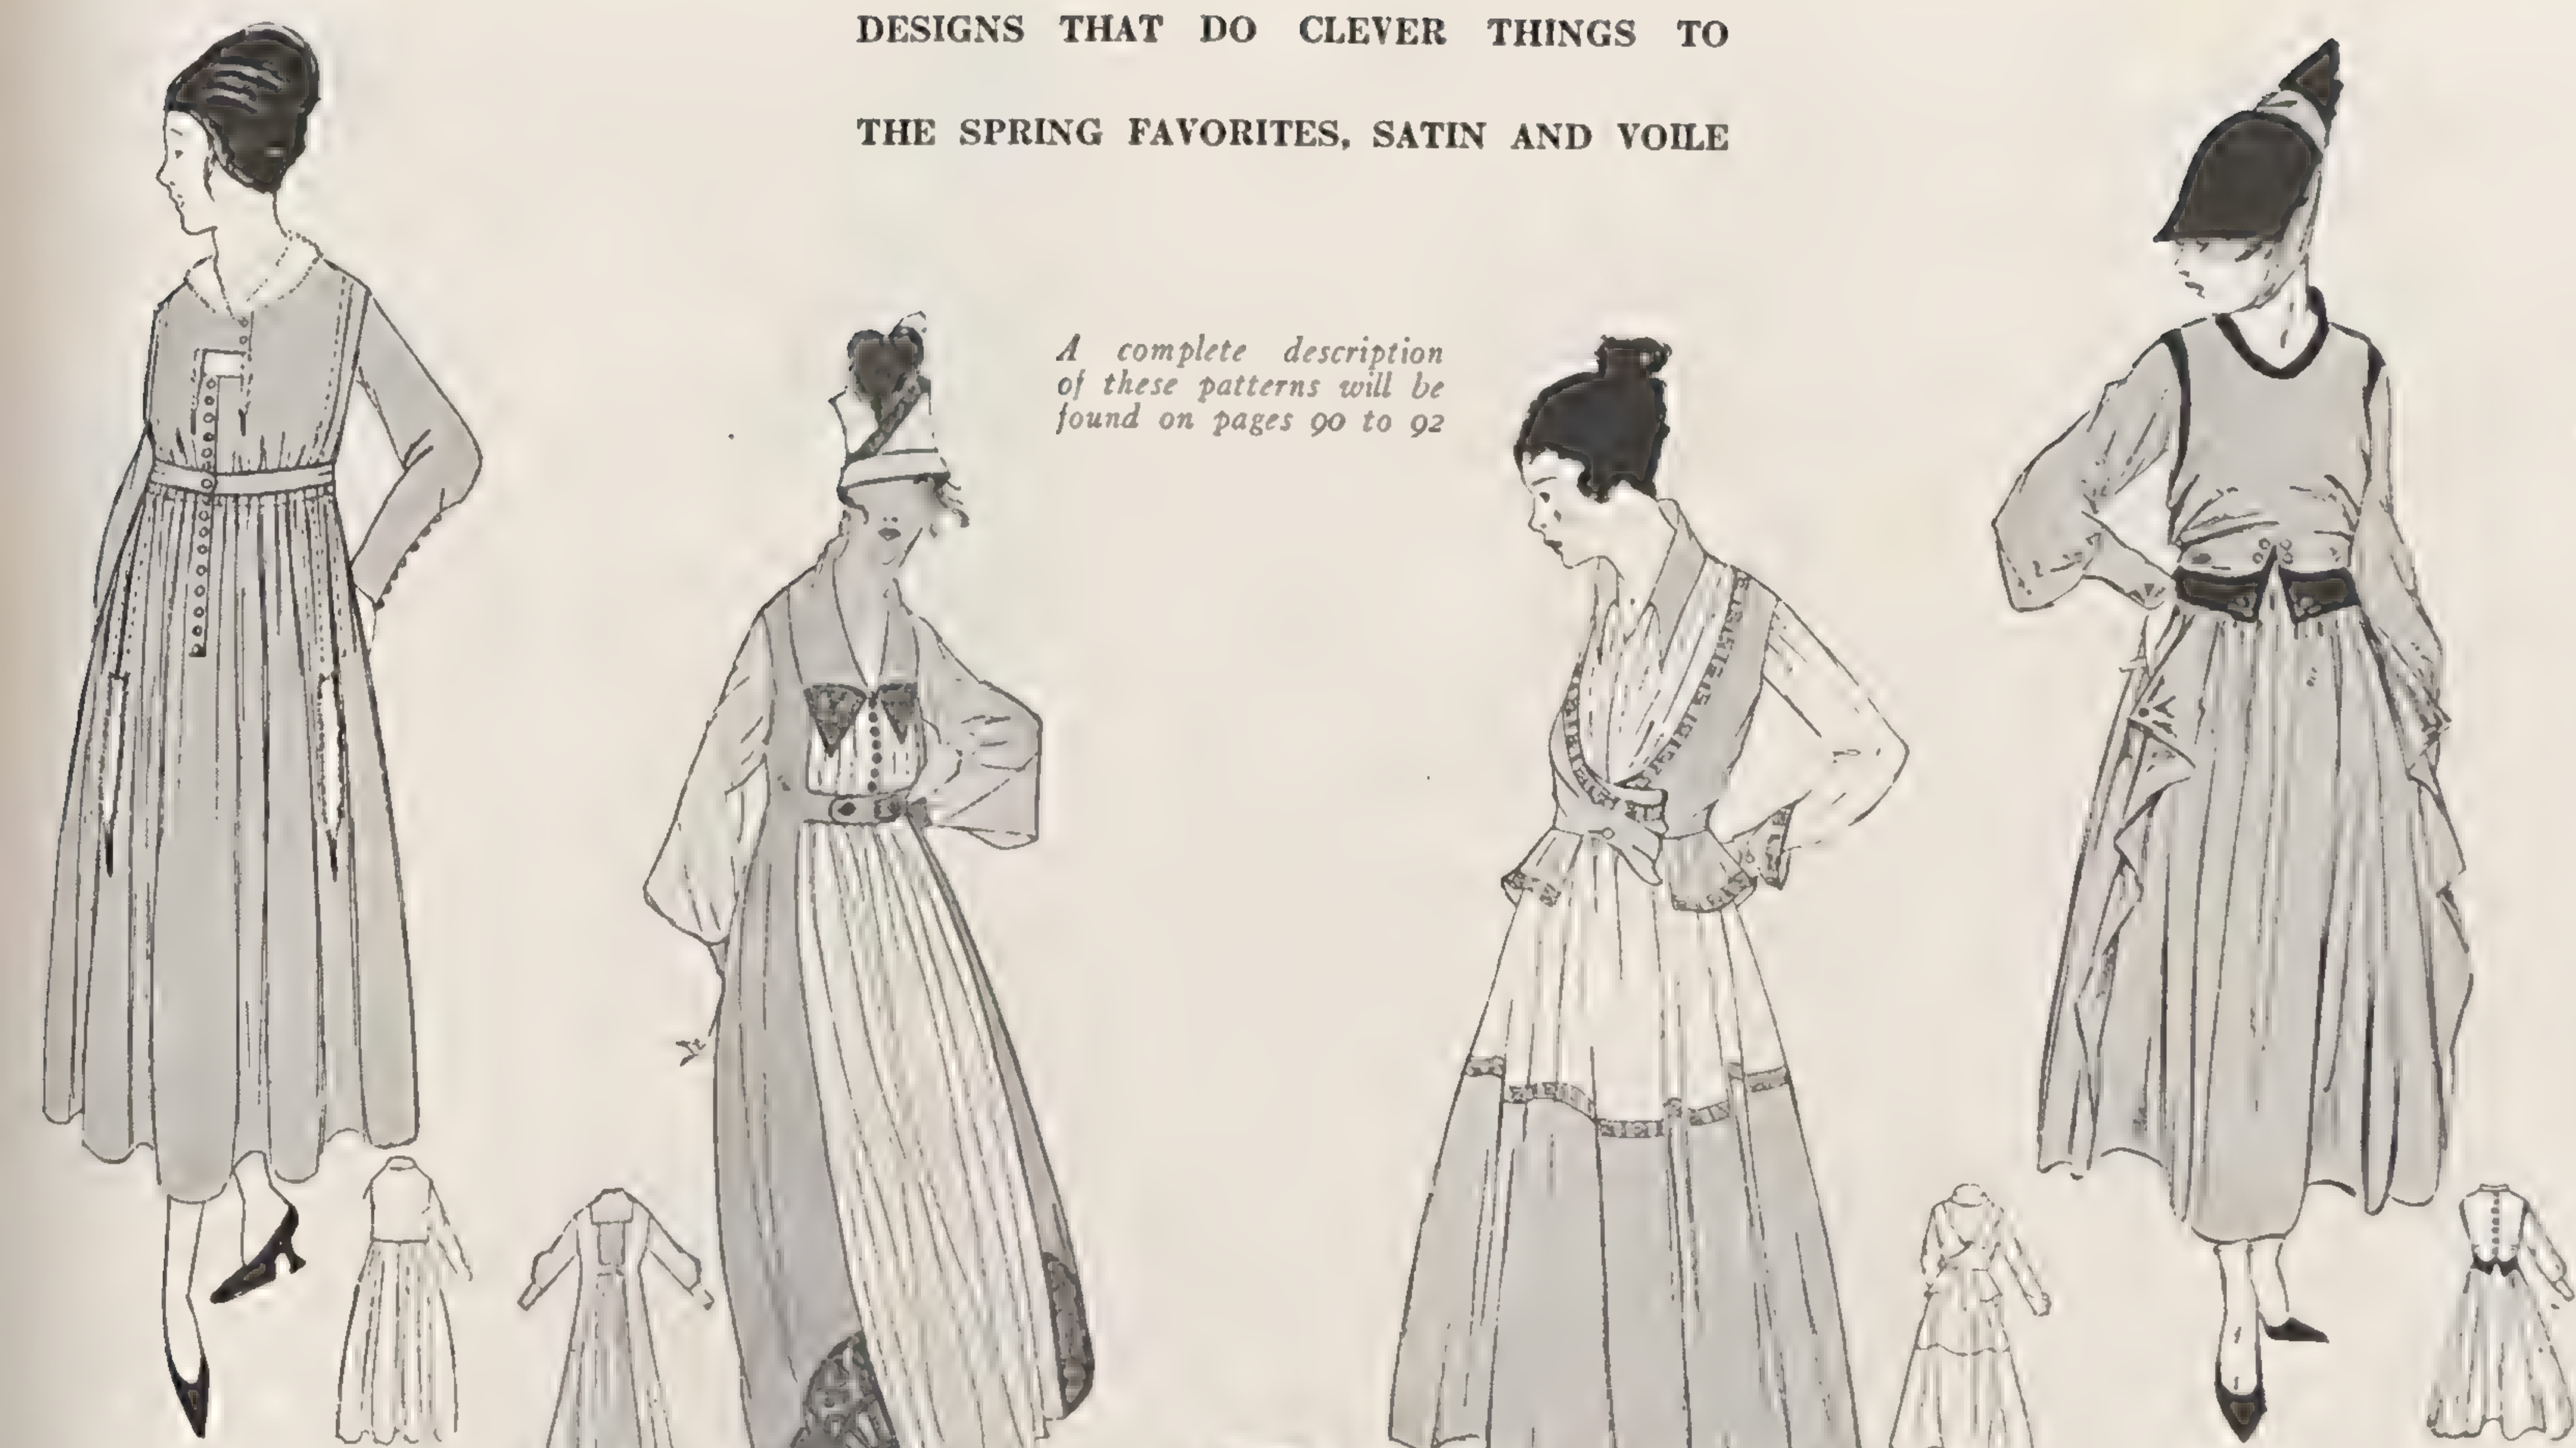 DESIGNS THAT DO CLEVER THINGS TO
THE SPRING FAVORITES, SATIN AND VOILE
A complete description
of these patterns will be
found on pages 90 to 92